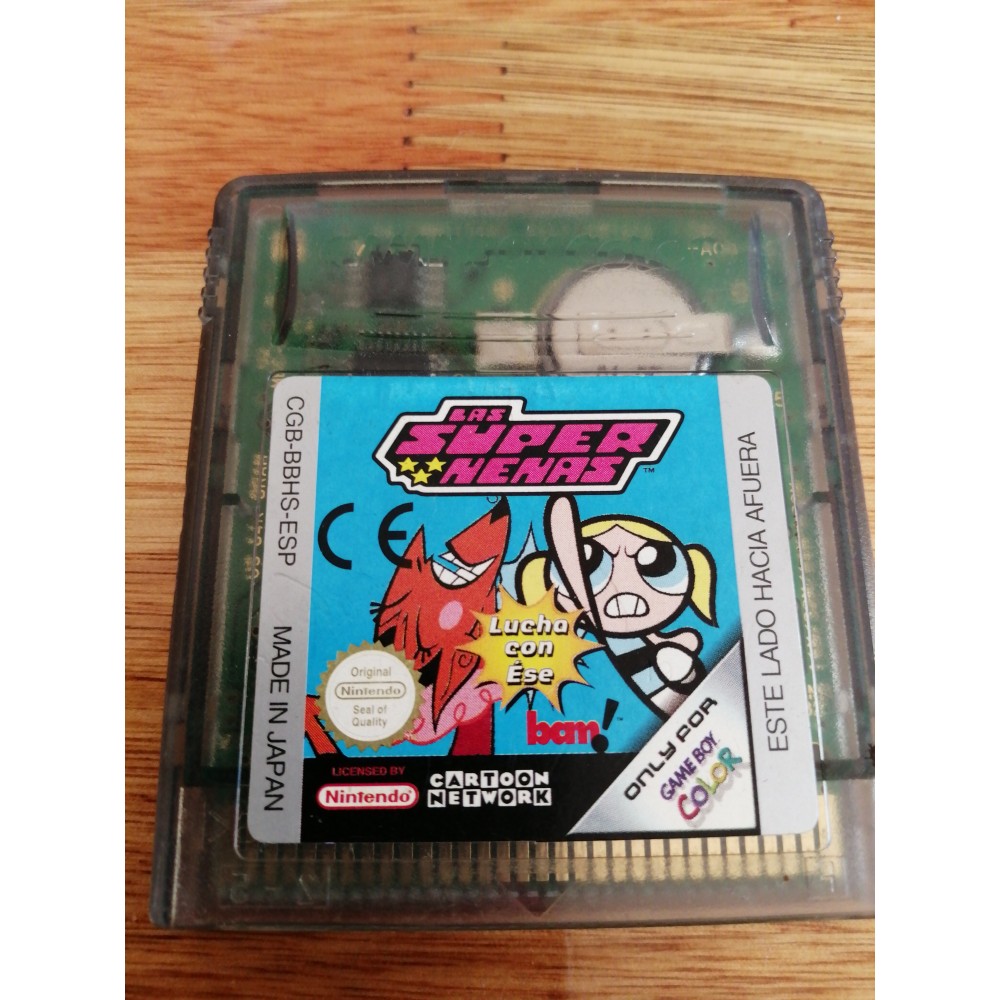 LAS
SUPER
NENAS
TM
CE
CGB-BBHS-ESP
MADE IN JAPAN
ESTE LADO HACIA AFUERA
Lucha
con
Ése
bam!
Original
Nintendo
Seal of
Quality
LICENSED BY
Nintendo
CARTOON
NETWORK
ONLY POR
GAME BOY
COLOR